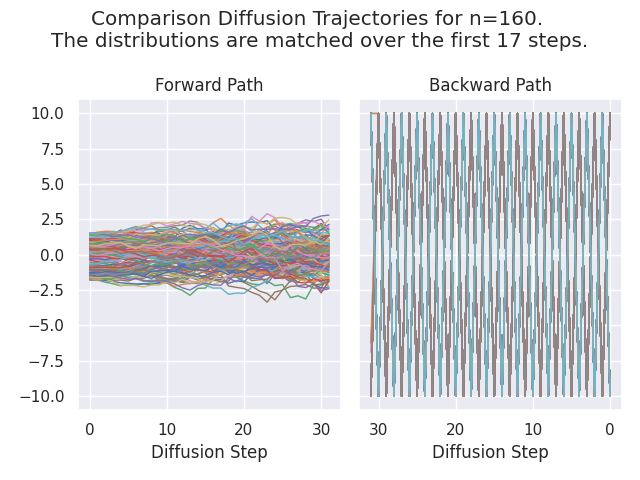 Comparison Diffusion Trajectories for n=160.
The distributions are matched over the first 17 steps.
Forward Path
Backward Path
10.0
7.5
5.0
2.5
0.0
−2.5
−5.0
−7.5
−10.0
0 10 20 30
30 20 10 0
Diffusion Step
Diffusion Step